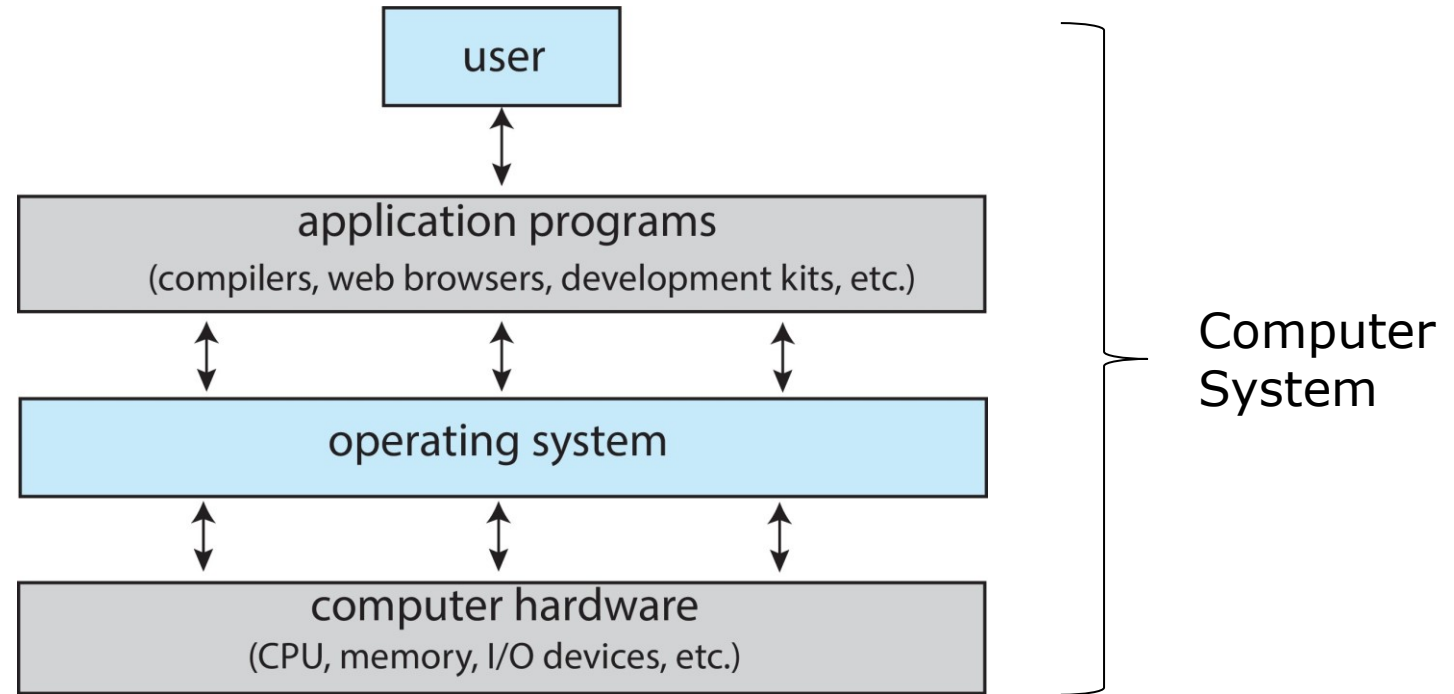 user
application programs
(compilers, web browsers, development kits, etc.)
operating system
computer hardware
(CPU, memory, I/O devices, etc.)
Computer
System